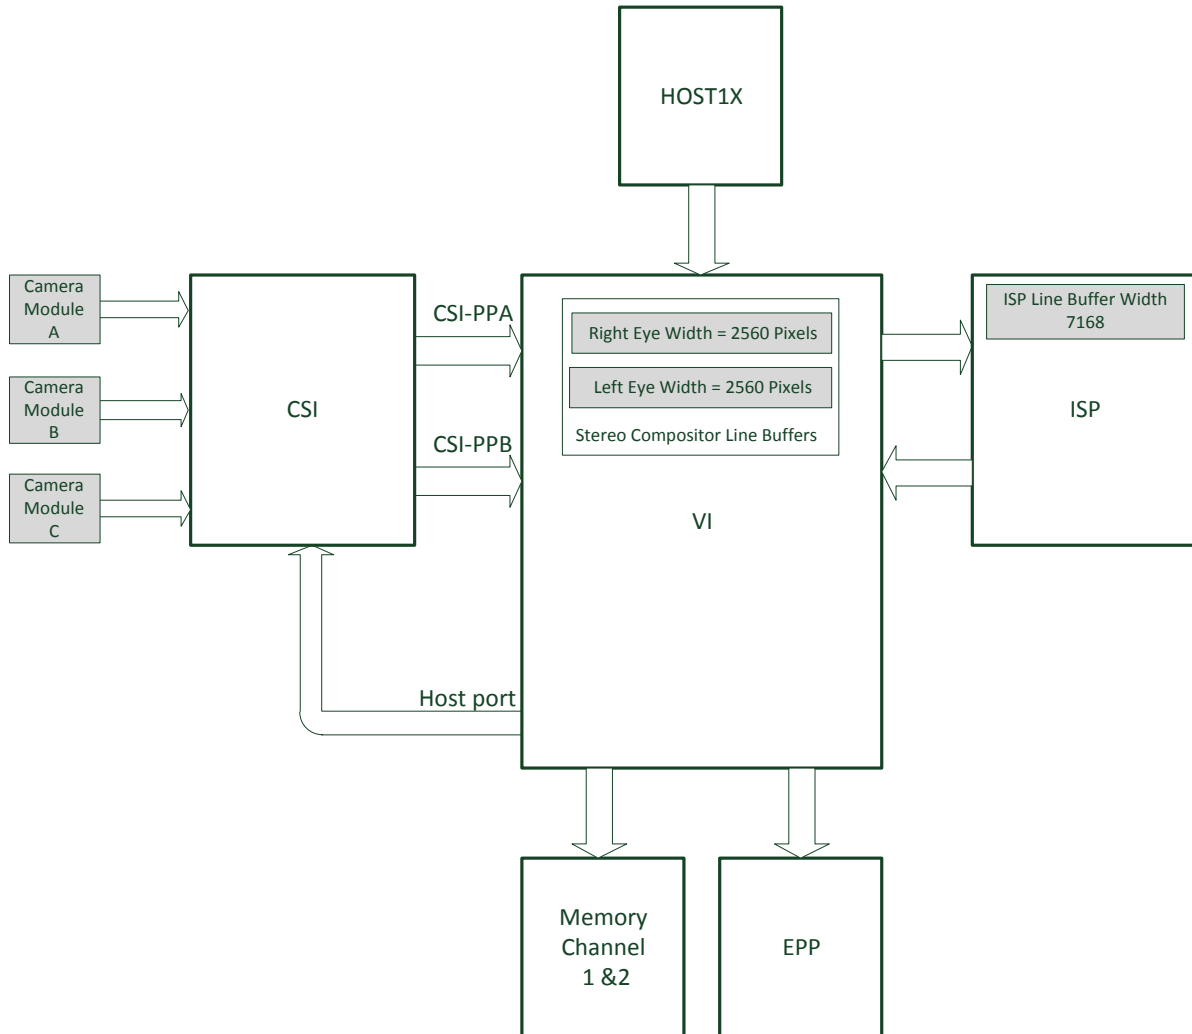 HOST1X
Camera
Module
A
Camera
Module
B
Camera
Module
C
CSI
CSI-PPA
CSI-PPB
Host port
Right Eye Width = 2560 Pixels
Left Eye Width = 2560 Pixels
Stereo Compositor Line Buffers
VI
ISP Line Buffer Width
7168
ISP
Memory
Channel
1 &2
EPP